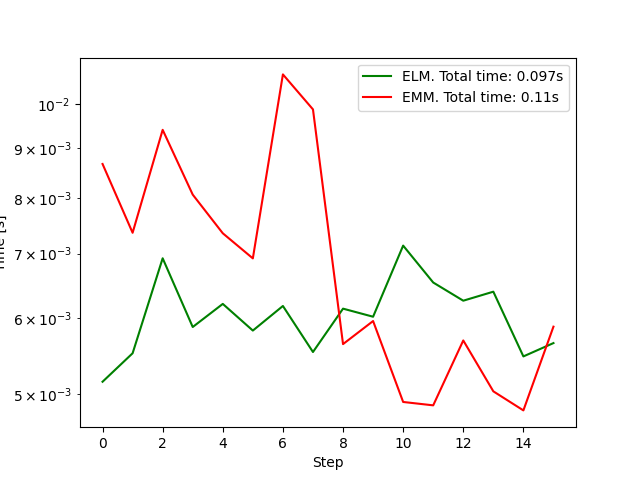 ELM. Total time: 0.097s
EMM. Total time: 0.11s
10⁻²
9 × 10⁻³
8 × 10⁻³
7 × 10⁻³
6 × 10⁻³
5 × 10⁻³
Time [s]
0 2 4 6 8 10 12 14
Step